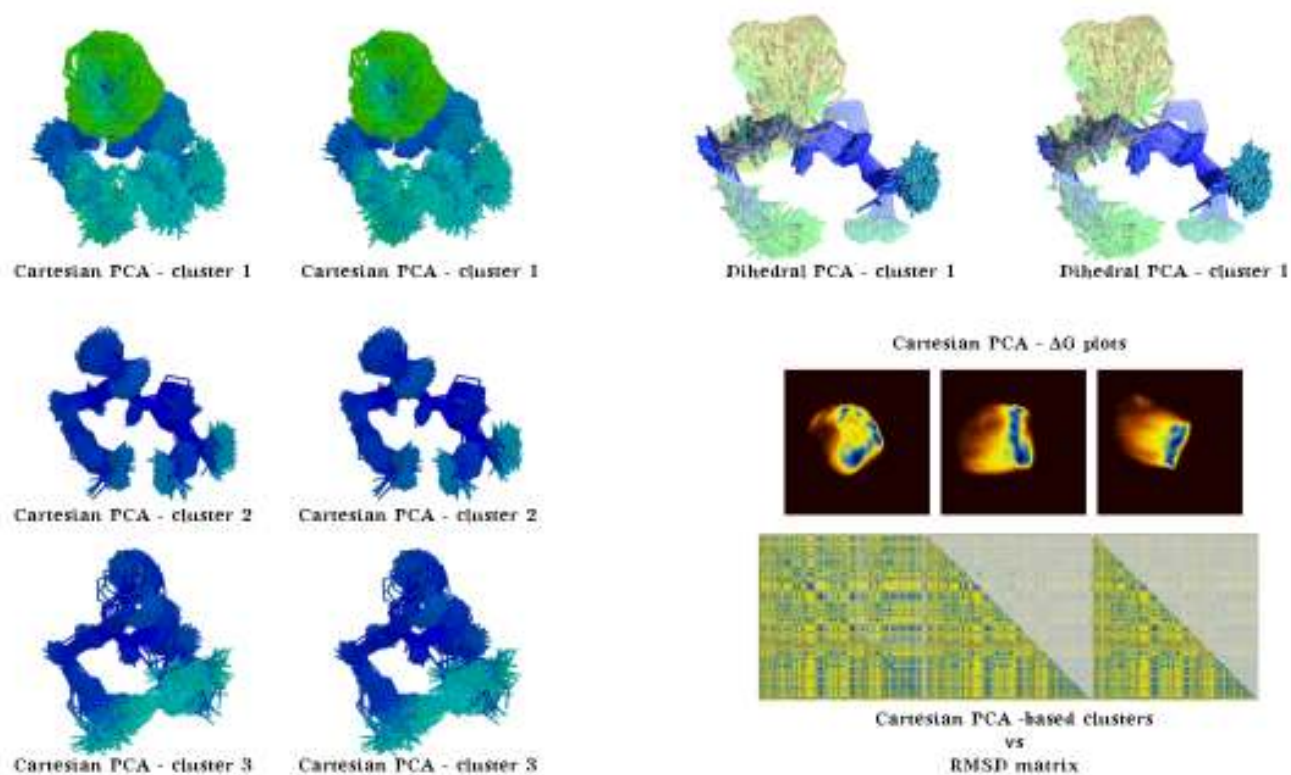 Cartesian PCA - cluster 1
Cartesian PCA - cluster 1
Dihedral PCA - cluster 1
Dihedral PCA - cluster 1
Cartesian PCA - ΔG plots
Cartesian PCA - cluster 2
Cartesian PCA - cluster 2
Cartesian PCA -based clusters
vs
RMSD matrix
Cartesian PCA - cluster 3
Cartesian PCA - cluster 3